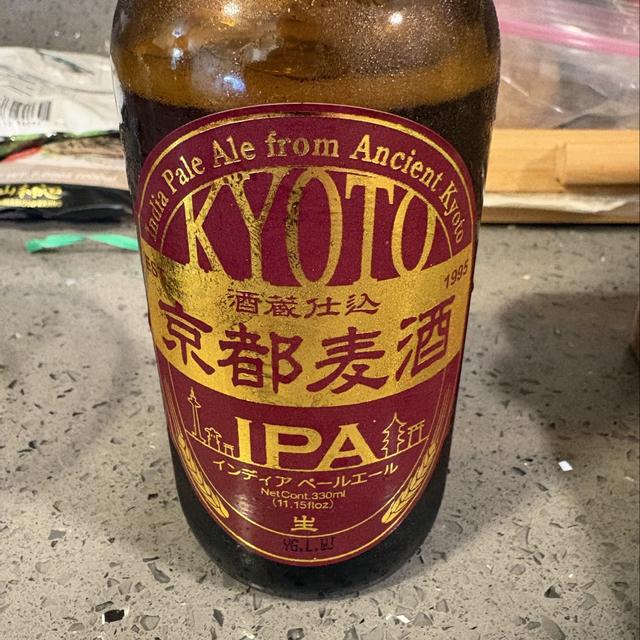 India Pale Ale from Ancient Kyoto
KYOTO
1995
酒蔵仕込
京都麦酒
IPA
インディア ペールエール
Net Cont.330ml
(11.15floz)
生